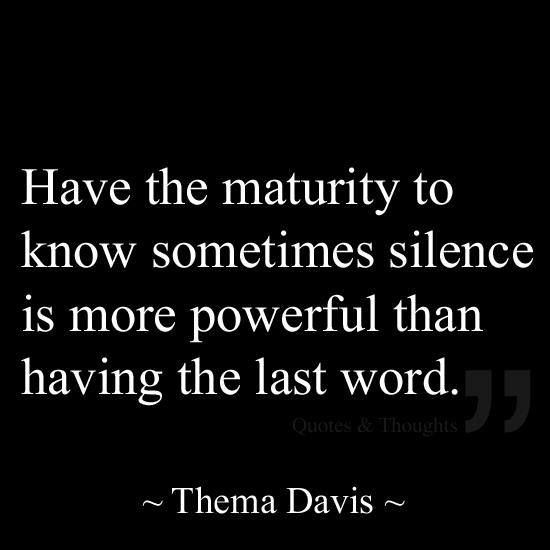 Have the maturity to
know sometimes silence
is more powerful than
having the last word.
Quotes & Thoughts
~ Thema Davis ~